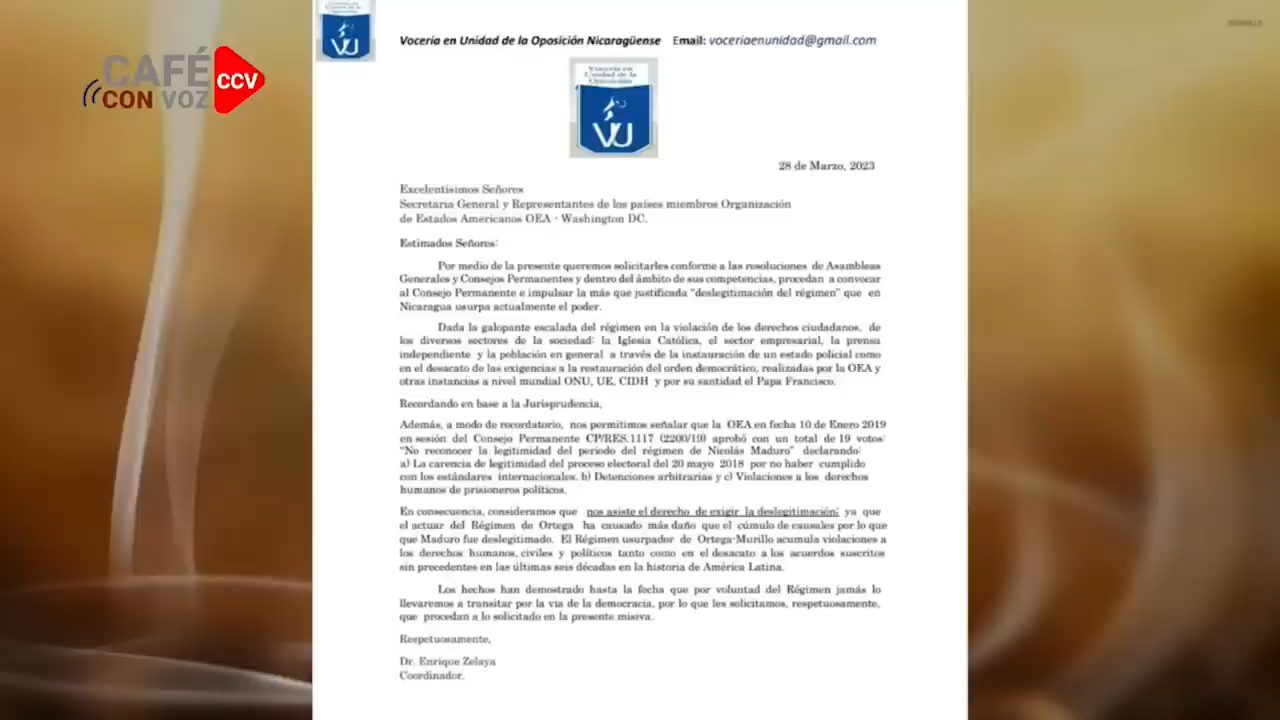 CAFÉ
CON VOZ
CCV
VU
Vocería en Unidad de la Oposición Nicaragüense Email: voceriaenunidad@gmail.com
Vocería en
Unidad de la
Oposición
VU
28 de Marzo, 2023
Excelentísimos Señores
Secretaria General y Representantes de los países miembros Organización
de Estados Americanos OEA - Washington DC.
Estimados Señores:
Por medio de la presente queremos solicitarles conforme a las resoluciones de Asambleas
Generales y Consejos Permanentes y dentro del ámbito de sus competencias, procedan a convocar
al Consejo Permanente e impulsar la más que justificada "deslegitimación del régimen" que en
Nicaragua usurpa actualmente el poder.
Dada la galopante escalada del régimen en la violación de los derechos ciudadanos, de
los diversos sectores de la sociedad: la Iglesia Católica, el sector empresarial, la prensa
independiente y la población en general a través de la instauración de un estado policial como
en el desacato de las exigencias a la restauración del orden democrático, realizadas por la OEA y
otras instancias a nivel mundial ONU, UE, CIDH y por su santidad el Papa Francisco.
Recordando en base a la Jurisprudencia,
Además, a modo de recordatorio, nos permitimos señalar que la OEA en fecha 10 de Enero 2019
en sesión del Consejo Permanente CP/RES.1117 (2200/19) aprobó con un total de 19 votos:
"No reconocer la legitimidad del periodo del régimen de Nicolás Maduro" declarando:
a) La carencia de legitimidad del proceso electoral del 20 mayo 2018 por no haber cumplido
con los estándares internacionales. b) Detenciones arbitrarias y c) Violaciones a los derechos
humanos de prisioneros políticos.
En consecuencia, consideramos que nos asiste el derecho de exigir la deslegitimación; ya que
el actuar del Régimen de Ortega ha causado más daño que el cúmulo de causales por lo que
que Maduro fue deslegitimado. El Régimen usurpador de Ortega-Murillo acumula violaciones a
los derechos humanos, civiles y políticos tanto como en el desacato a los acuerdos suscritos
sin precedentes en las últimas seis décadas en la historia de América Latina.
Los hechos han demostrado hasta la fecha que por voluntad del Régimen jamás lo
llevaremos a transitar por la vía de la democracia, por lo que les solicitamos, respetuosamente,
que procedan a lo solicitado en la presente misiva.
Respetuosamente,
Dr. Enrique Zelaya
Coordinador.